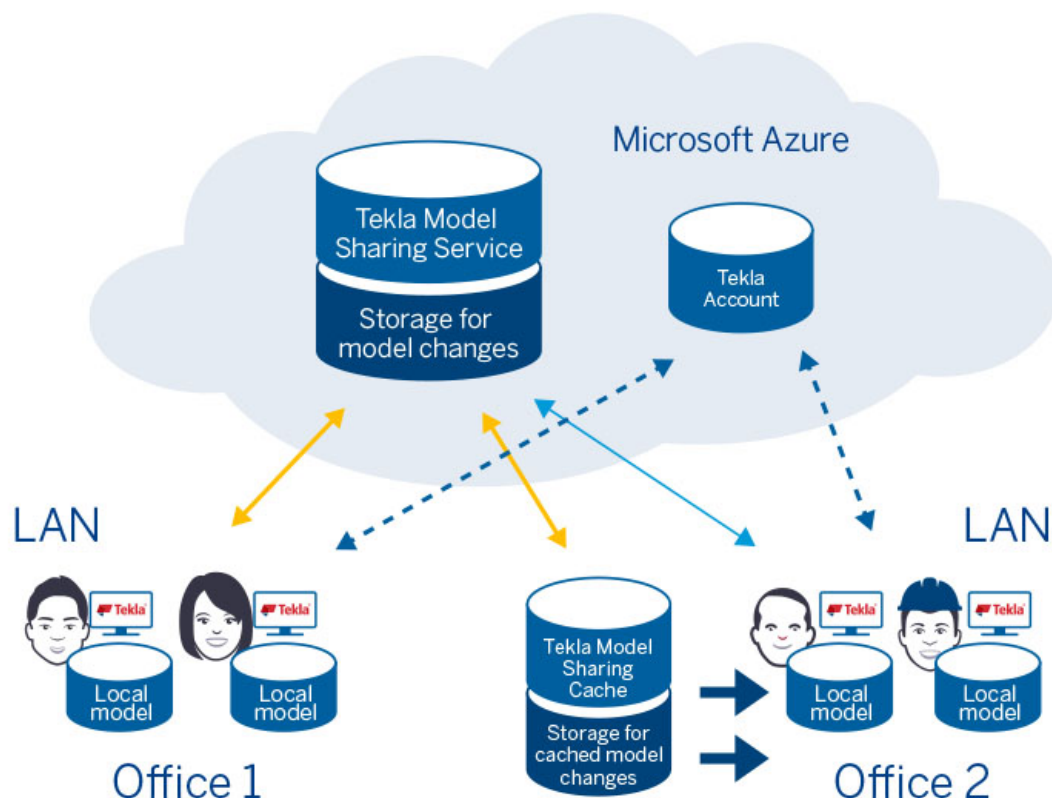 Microsoft Azure
Tekla Model
Sharing Service
Storage for
model changes
Tekla
Account
LAN
LAN
Tekla
Tekla
Local
model
Local
model
Office 1
Tekla Model
Sharing
Cache
Storage for
cached model
changes
Tekla
Tekla
Local
model
Local
model
Office 2